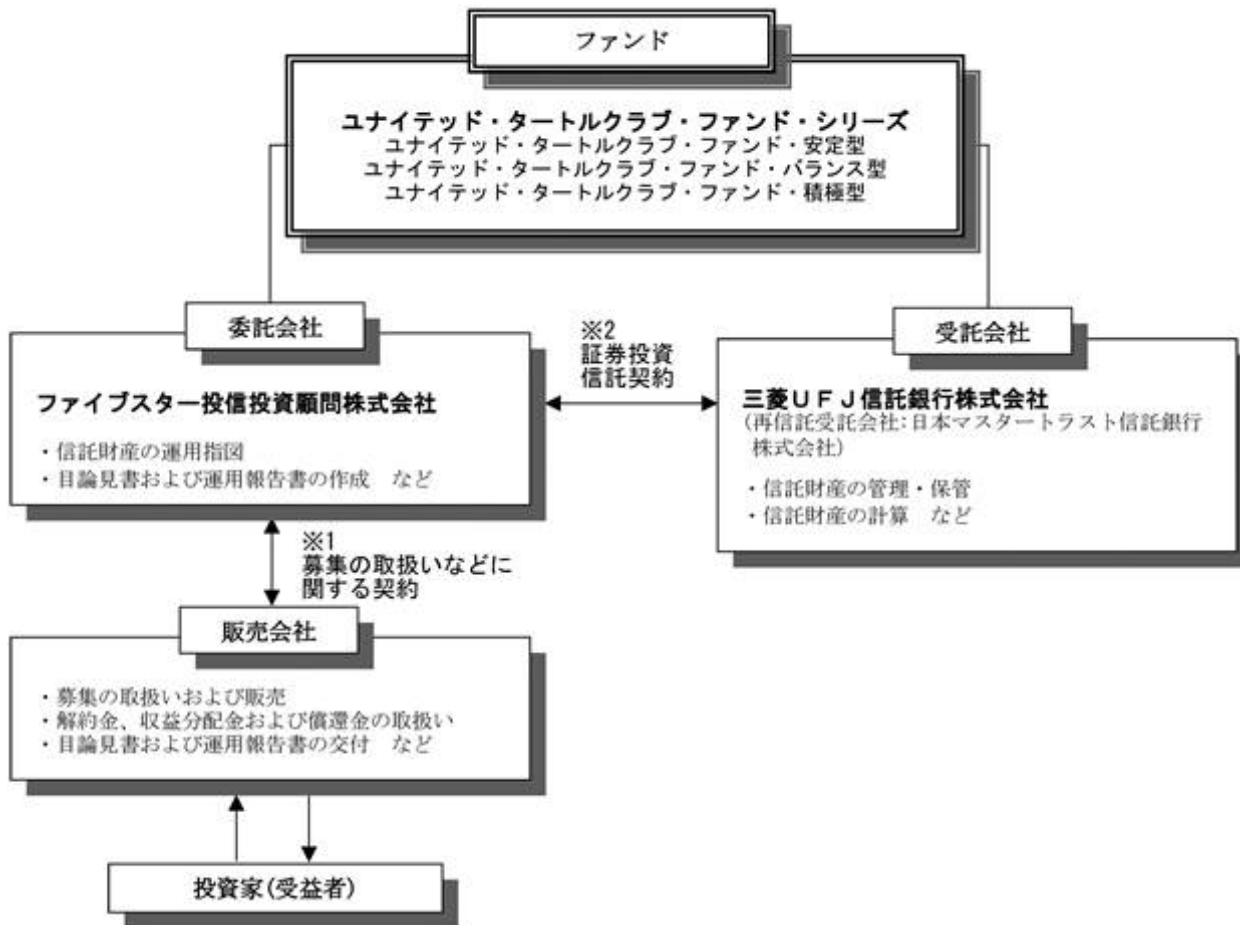 ファンド
ユナイテッド・タートルクラブ・ファンド・シリーズ
ユナイテッド・タートルクラブ・ファンド・安定型
ユナイテッド・タートルクラブ・ファンド・バランス型
ユナイテッド・タートルクラブ・ファンド・積極型
委託会社
ファイブスター投信投資顧問株式会社
・信託財産の運用指図
・目論見書および運用報告書の作成　など
※2
証券投資
信託契約
受託会社
三菱ＵＦＪ信託銀行株式会社
(再信託受託会社:日本マスタートラスト信託銀行
株式会社)
・信託財産の管理・保管
・信託財産の計算　など
※1
募集の取扱いなどに
関する契約
販売会社
・募集の取扱いおよび販売
・解約金、収益分配金および償還金の取扱い
・目論見書および運用報告書の交付　など
投資家(受益者)